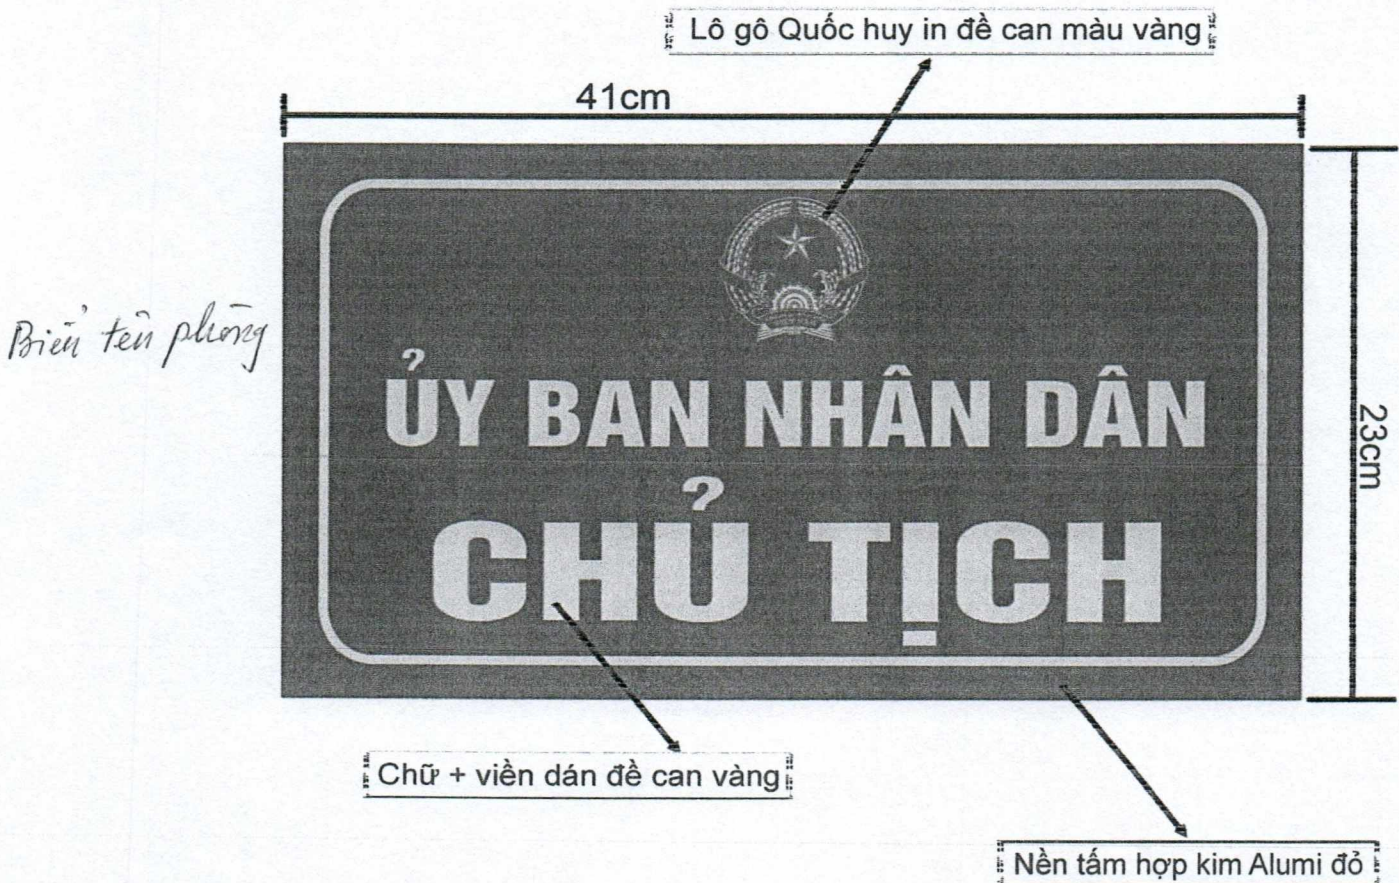 Lô gô Quốc huy in đề can màu vàng
41cm
Biển tên phòng
ỦY BAN NHÂN DÂN
23cm
CHỦ TỊCH
Chữ + viền dán đề can vàng
Nền tấm hợp kim Alumi đỏ